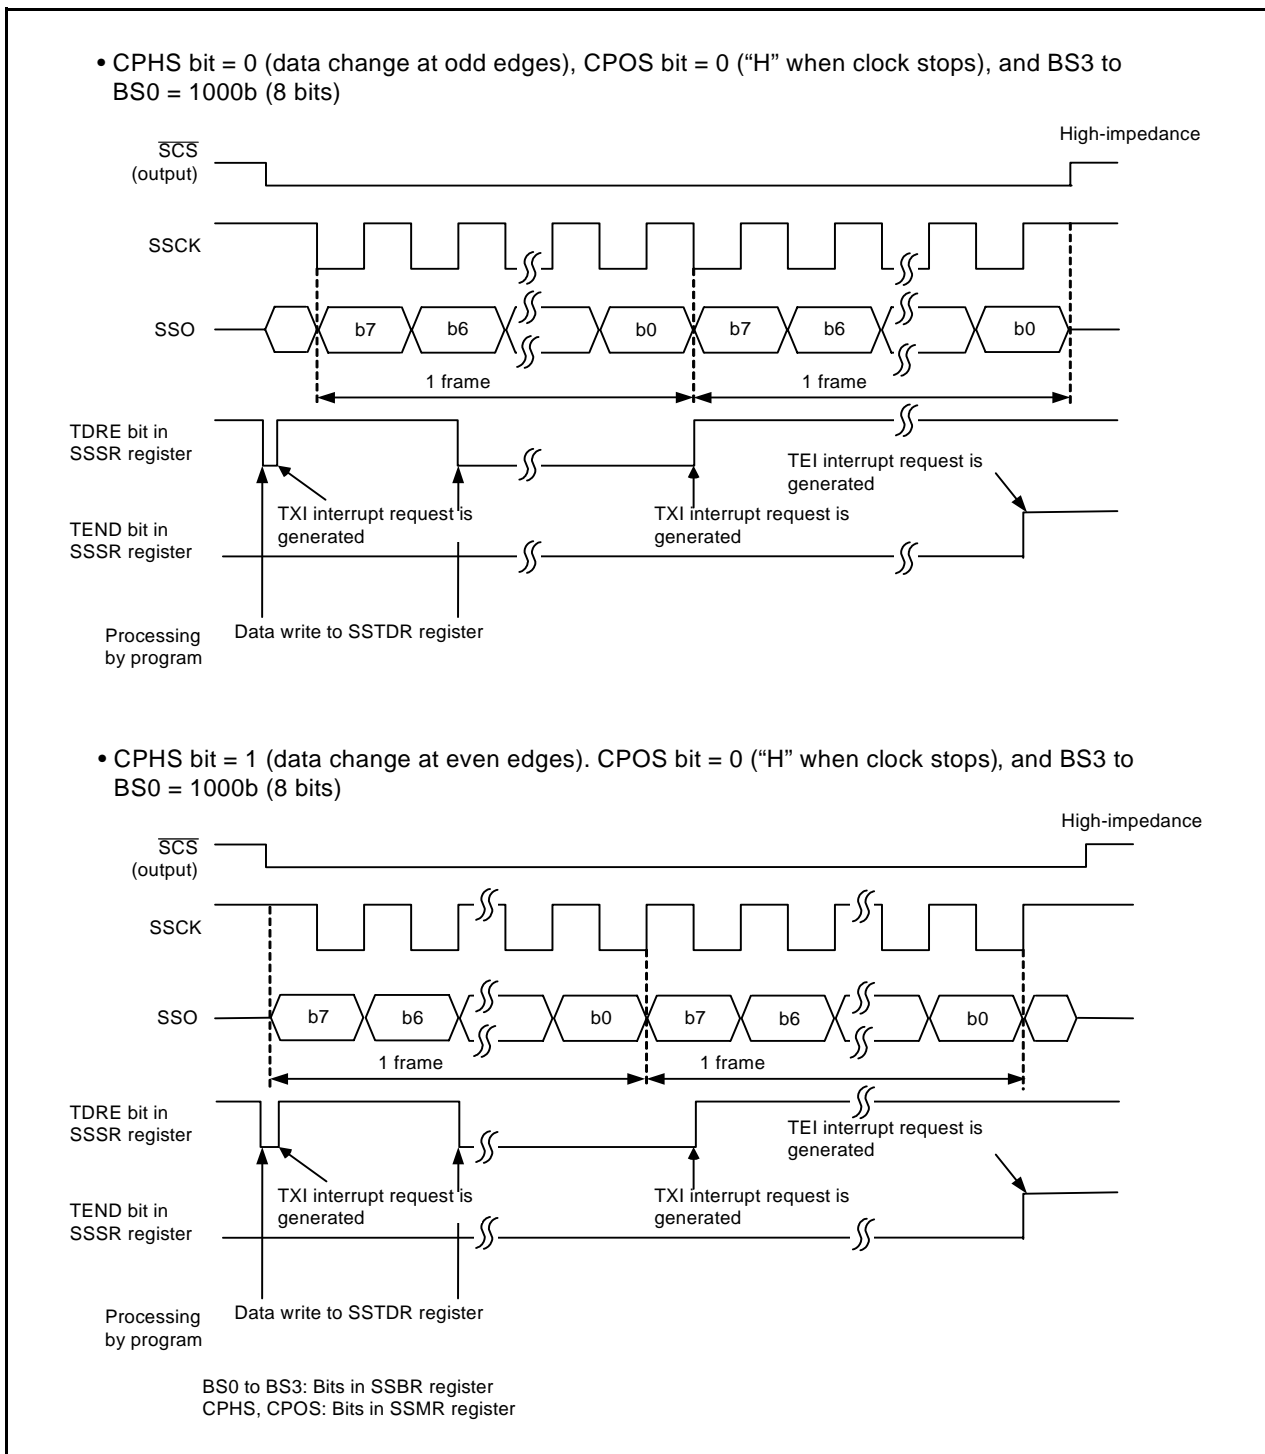 • CPHS bit = 0 (data change at odd edges), CPOS bit = 0 (“H” when clock stops), and BS3 to
BS0 = 1000b (8 bits)
High-impedance
SCS
(output)
SSCK
SSO
b7
b6
b0
b7
b6
b0
1 frame
1 frame
TDRE bit in
SSSR register
TEI interrupt request is
generated
TXI interrupt request is
generated
TXI interrupt request is
generated
TEND bit in
SSSR register
Processing
by program
Data write to SSTDR register
• CPHS bit = 1 (data change at even edges). CPOS bit = 0 (“H” when clock stops), and BS3 to
BS0 = 1000b (8 bits)
High-impedance
SCS
(output)
SSCK
SSO
b7
b6
b0
b7
b6
b0
1 frame
1 frame
TDRE bit in
SSSR register
TEI interrupt request is
generated
TXI interrupt request is
generated
TXI interrupt request is
generated
TEND bit in
SSSR register
Processing
by program
Data write to SSTDR register
BS0 to BS3: Bits in SSBR register
CPHS, CPOS: Bits in SSMR register